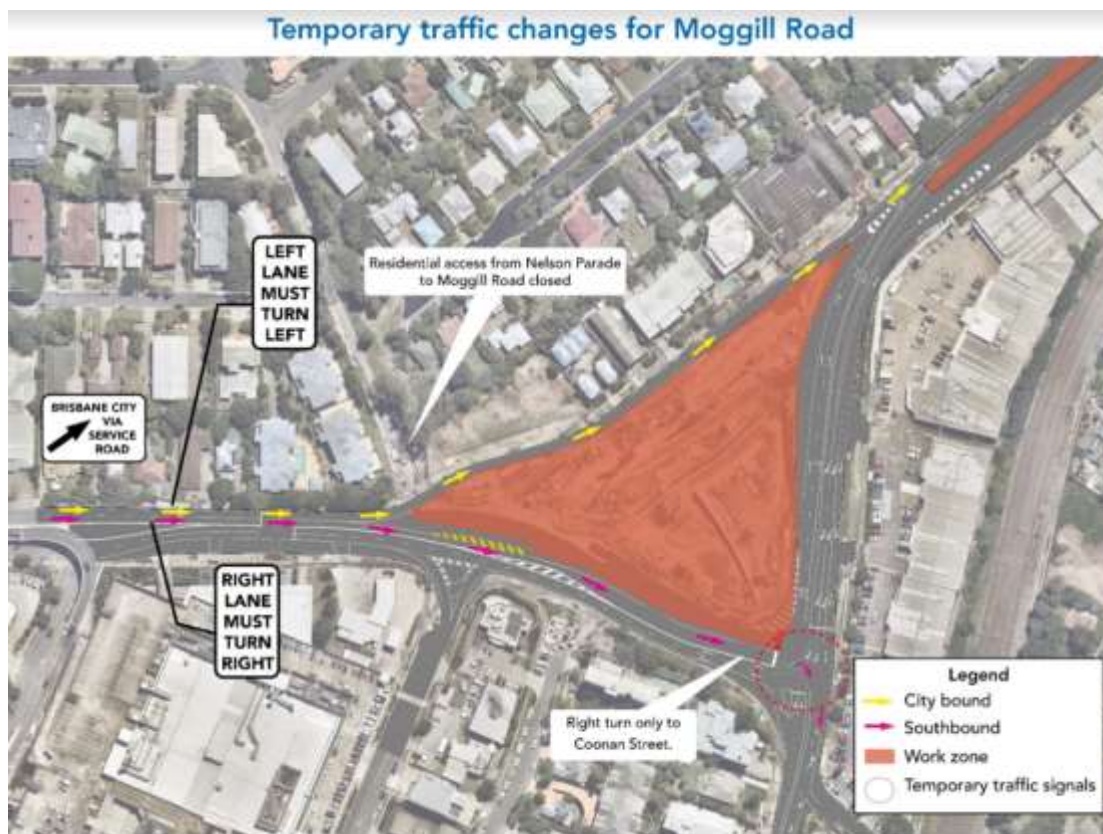 Temporary traffic changes for Moggill Road
LEFT
LANE
MUST
TURN
LEFT
Residential access from Nelson Parade
to Moggill Road closed
BRISBANE CITY
VIA
SERVICE
ROAD
RIGHT
LANE
MUST
TURN
RIGHT
Right turn only to
Coonan Street.
Legend
City bound
Southbound
Work zone
Temporary traffic signals